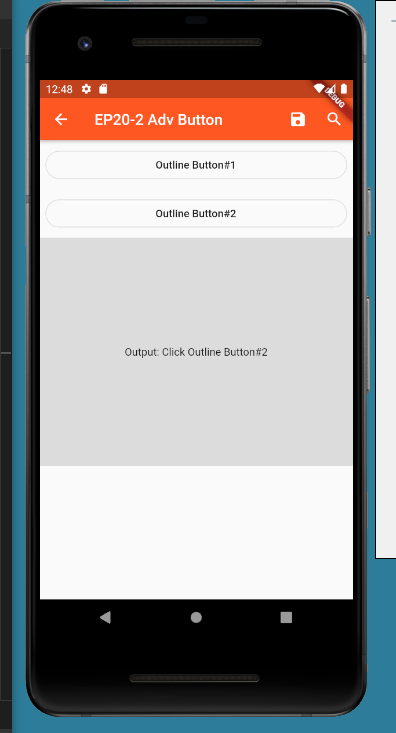 12:48
DEBUG
EP20-2 Adv Button
Outline Button#1
Outline Button#2
Output: Click Outline Button#2